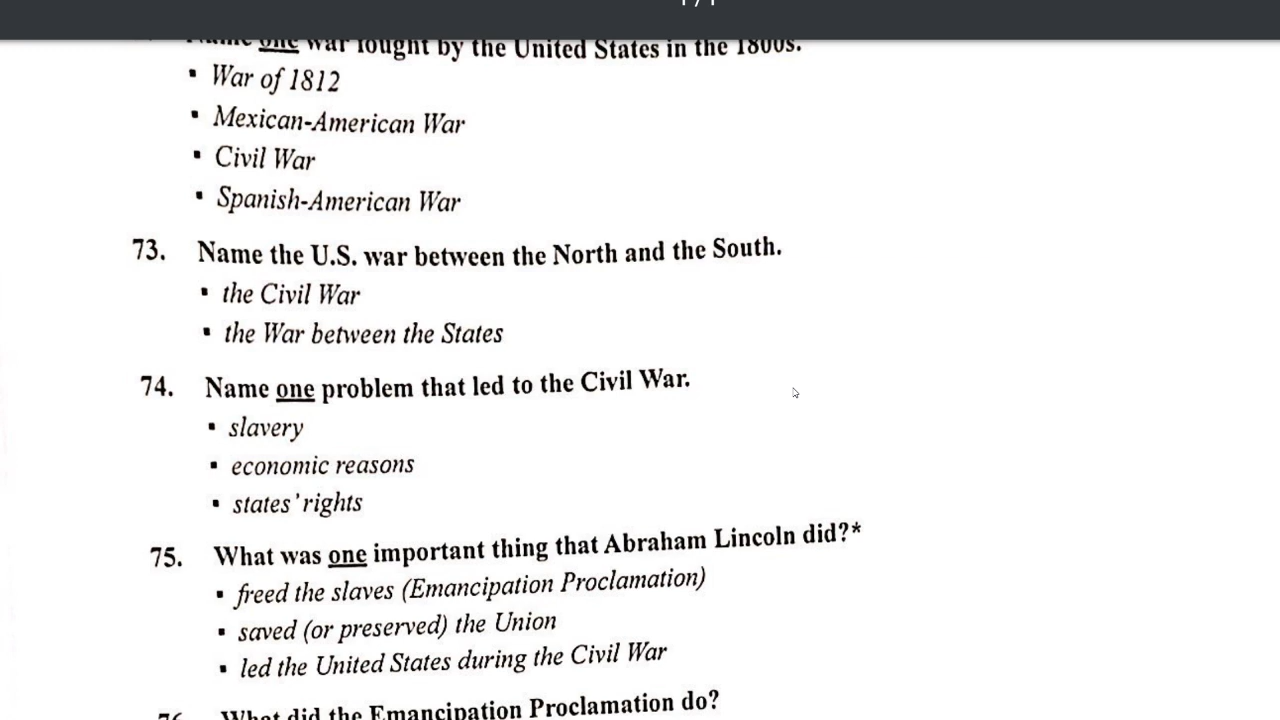 Name one war fought by the United States in the 1800s.
▪ War of 1812
▪ Mexican-American War
▪ Civil War
▪ Spanish-American War
73. Name the U.S. war between the North and the South.
▪ the Civil War
▪ the War between the States
74. Name one problem that led to the Civil War.
▪ slavery
▪ economic reasons
▪ states' rights
75. What was one important thing that Abraham Lincoln did?*
▪ freed the slaves (Emancipation Proclamation)
▪ saved (or preserved) the Union
▪ led the United States during the Civil War
76. What did the Emancipation Proclamation do?